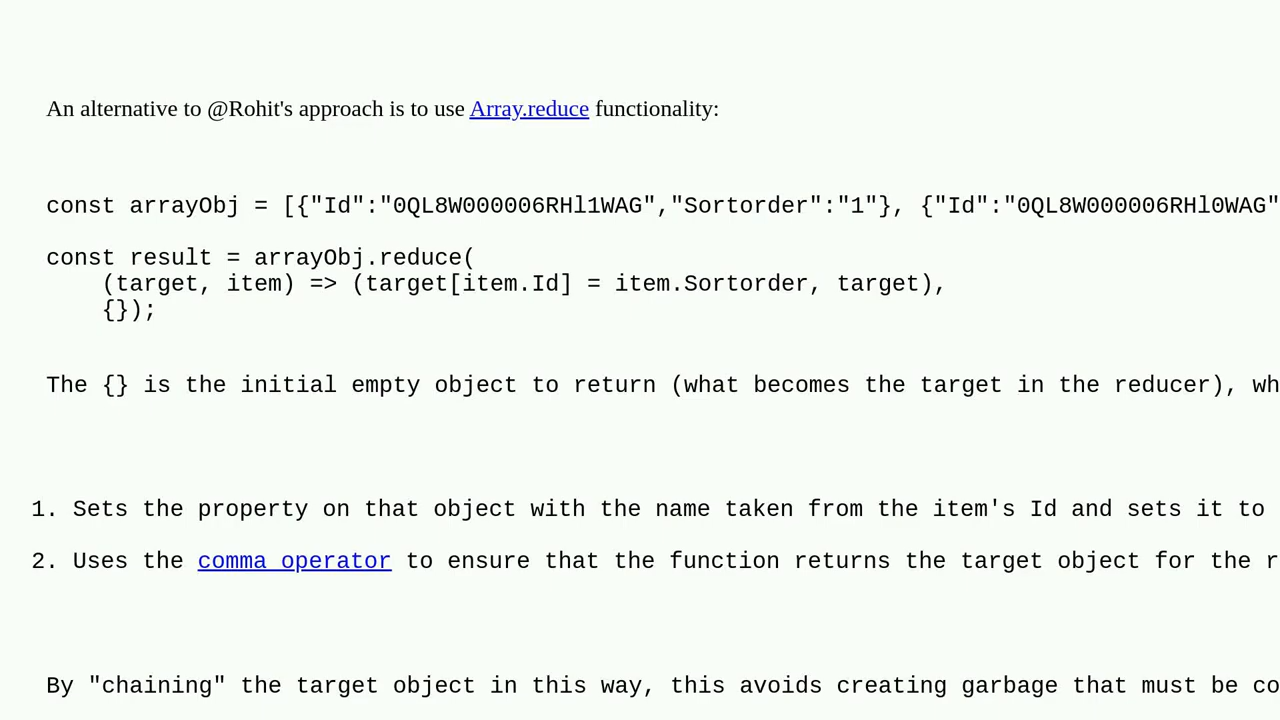 An alternative to @Rohit's approach is to use Array.reduce functionality:
const arrayObj = [{"Id":"0QL8W000006RHl1WAG","Sortorder":"1"}, {"Id":"0QL8W000006RHl0WAG"
const result = arrayObj.reduce(
    (target, item) => (target[item.Id] = item.Sortorder, target),
    {});
The {} is the initial empty object to return (what becomes the target in the reducer), wh
1. Sets the property on that object with the name taken from the item's Id and sets it to
2. Uses the comma operator to ensure that the function returns the target object for the r
By "chaining" the target object in this way, this avoids creating garbage that must be co